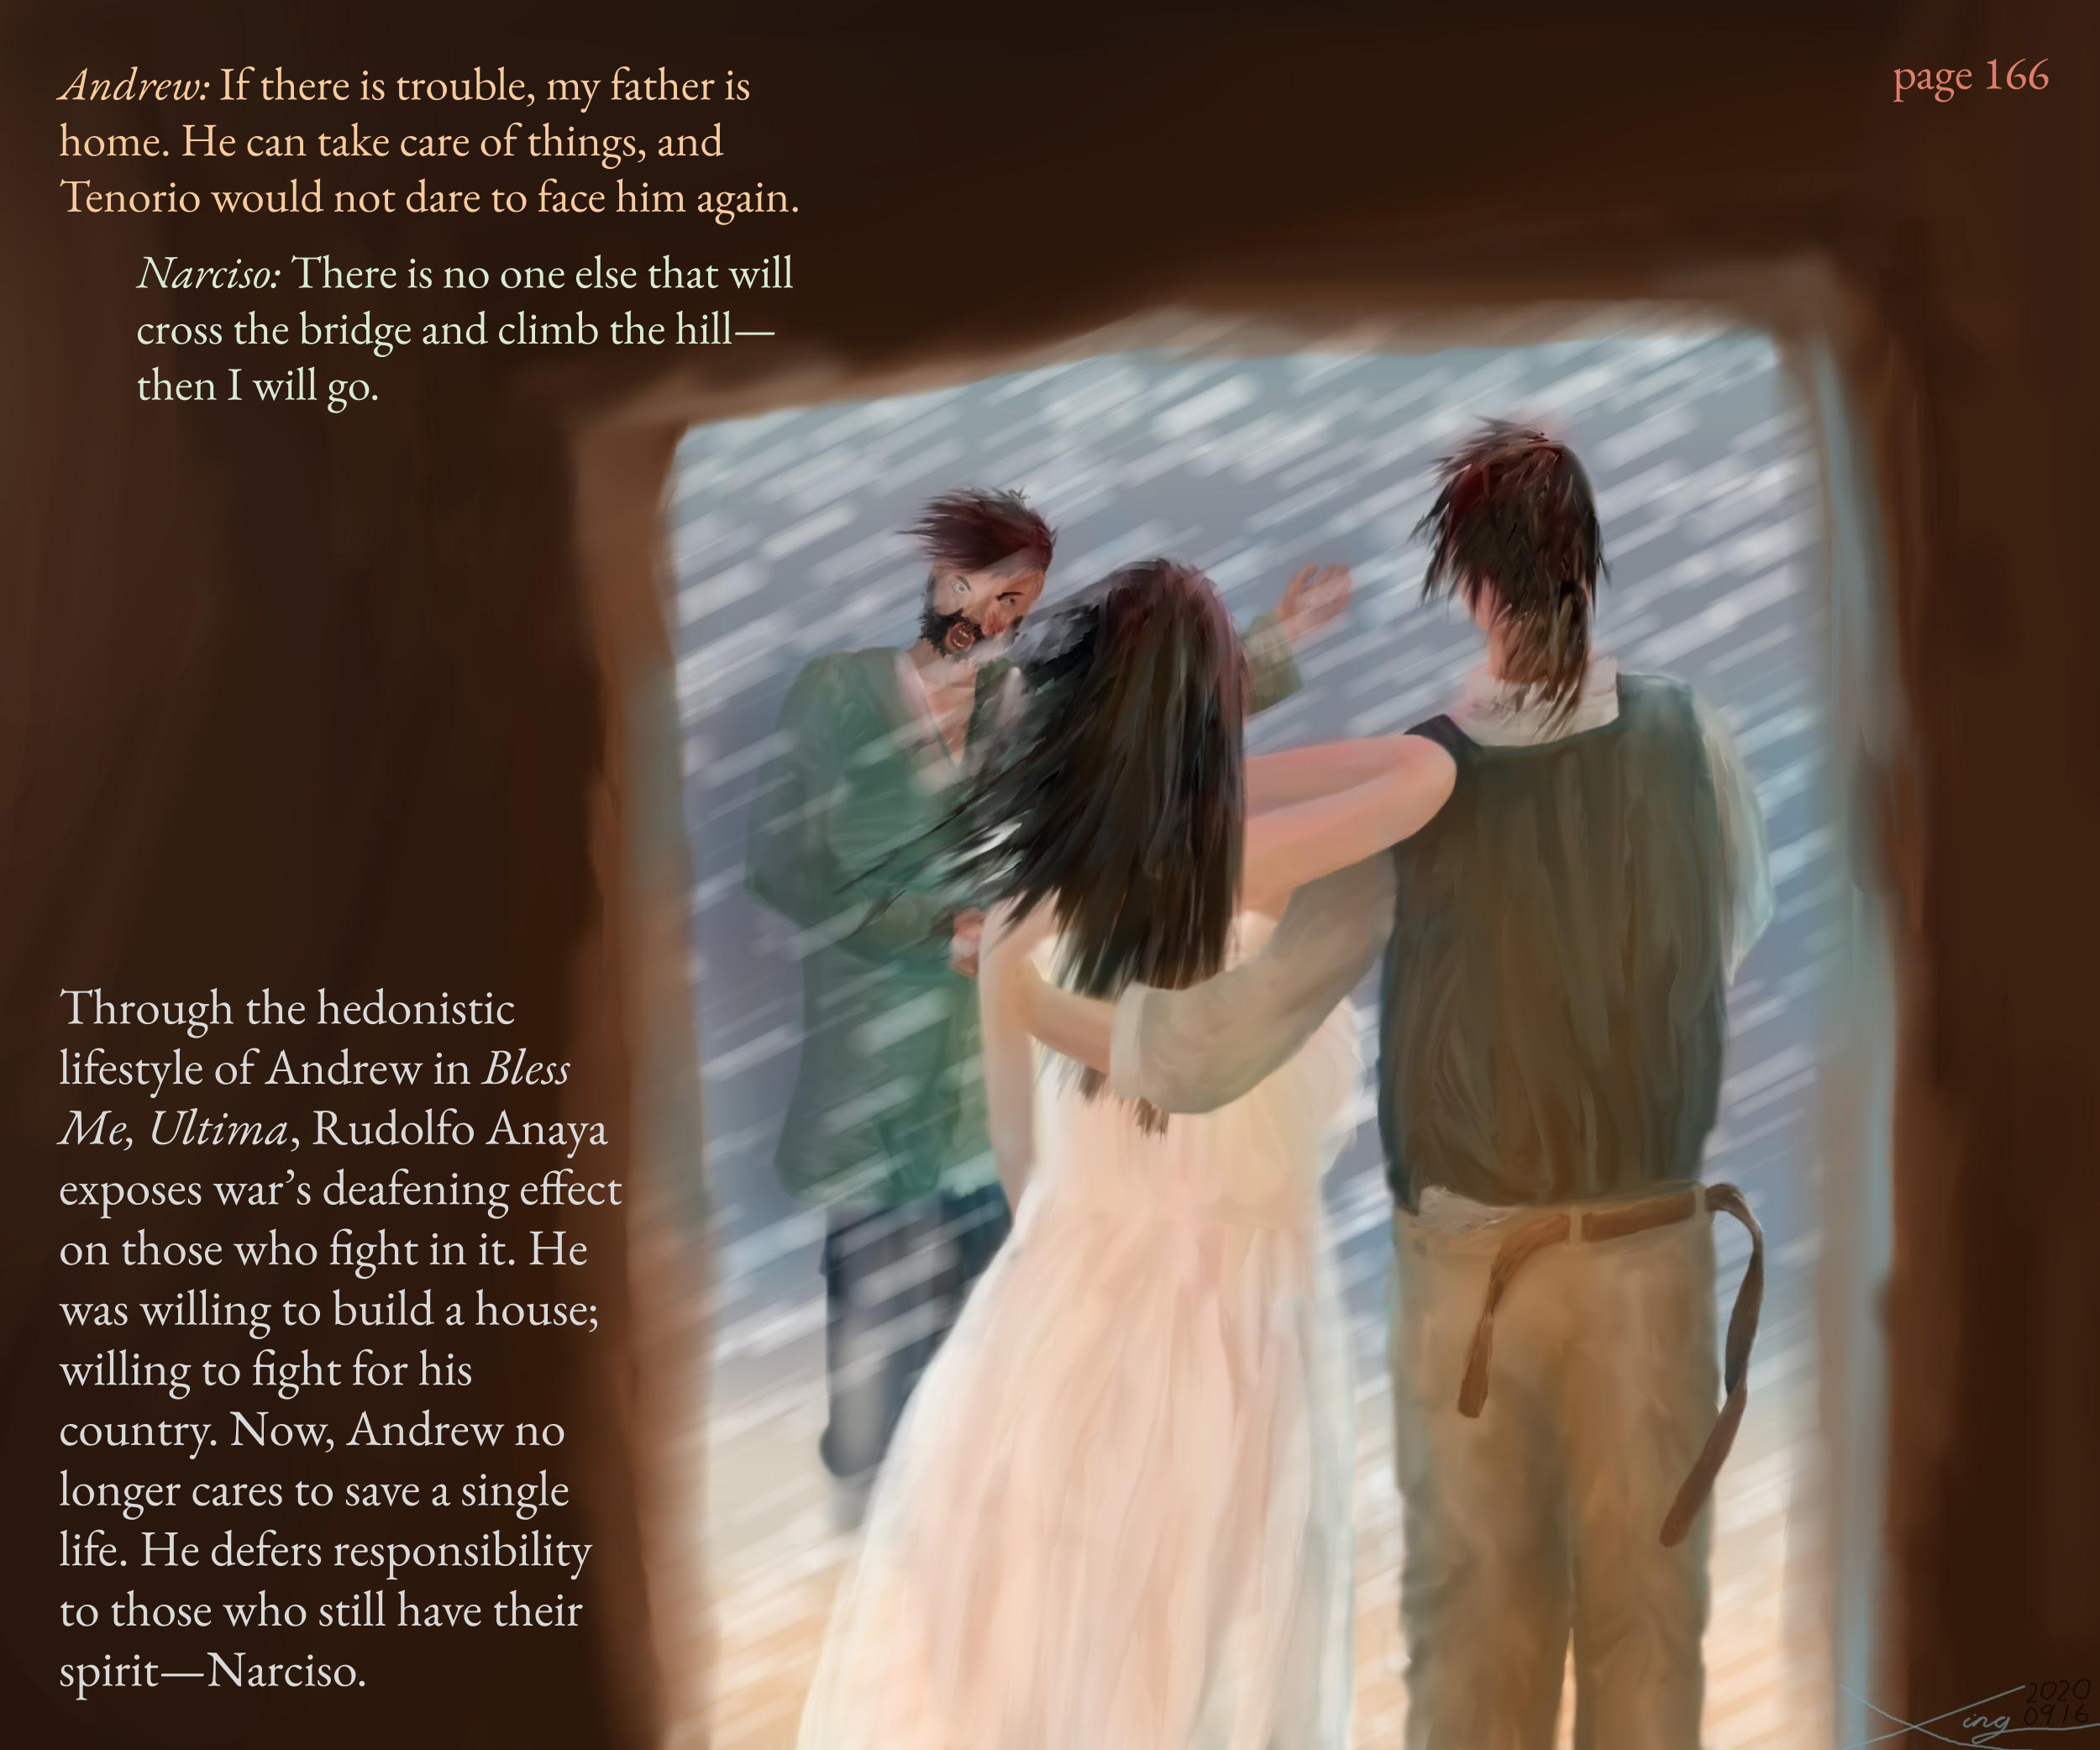 Andrew: If there is trouble, my father is
home. He can take care of things, and
Tenorio would not dare to face him again.
page 166
Narciso: There is no one else that will
cross the bridge and climb the hill—
then I will go.
Through the hedonistic
lifestyle of Andrew in Bless
Me, Ultima, Rudolfo Anaya
exposes war’s deafening effect
on those who fight in it. He
was willing to build a house;
willing to fight for his
country. Now, Andrew no
longer cares to save a single
life. He defers responsibility
to those who still have their
spirit—Narciso.
Xing
2020
0916